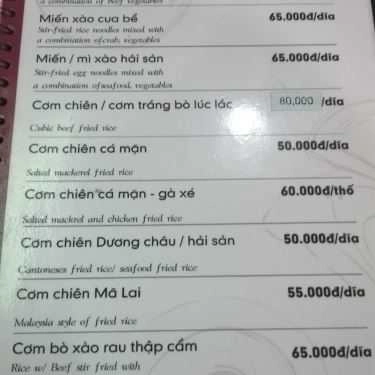 a combination of Beef vegetables
Miến xào cua bể 65.000đ/dĩa
Stir-fried rice noodles mixed with
a combiniation of crab, vegetables
Miến / mì xào hải sản 65.000đ/dĩa
Stir-fried egg noodles mixed with
a combination of seafood, vegetables
Cơm chiên / cơm trắng bò lúc lắc 80,000 /dĩa
Cubic beef fried rice
Cơm chiên cá mặn 50.000đ/dĩa
Salted mackerel fried rice
Cơm chiên cá mặn - gà xé 60.000đ/thố
Salted mackrel and chicken fried rice
Cơm chiên Dương châu / hải sản 50.000đ/dĩa
Cantoneses fried rice/ seafood fried rice
Cơm chiên Mã Lai 55.000đ/dĩa
Malaysia style of fried rice
Cơm bò xào rau thập cẩm 65.000đ/dĩa
Rice w/ Beef stir fried with